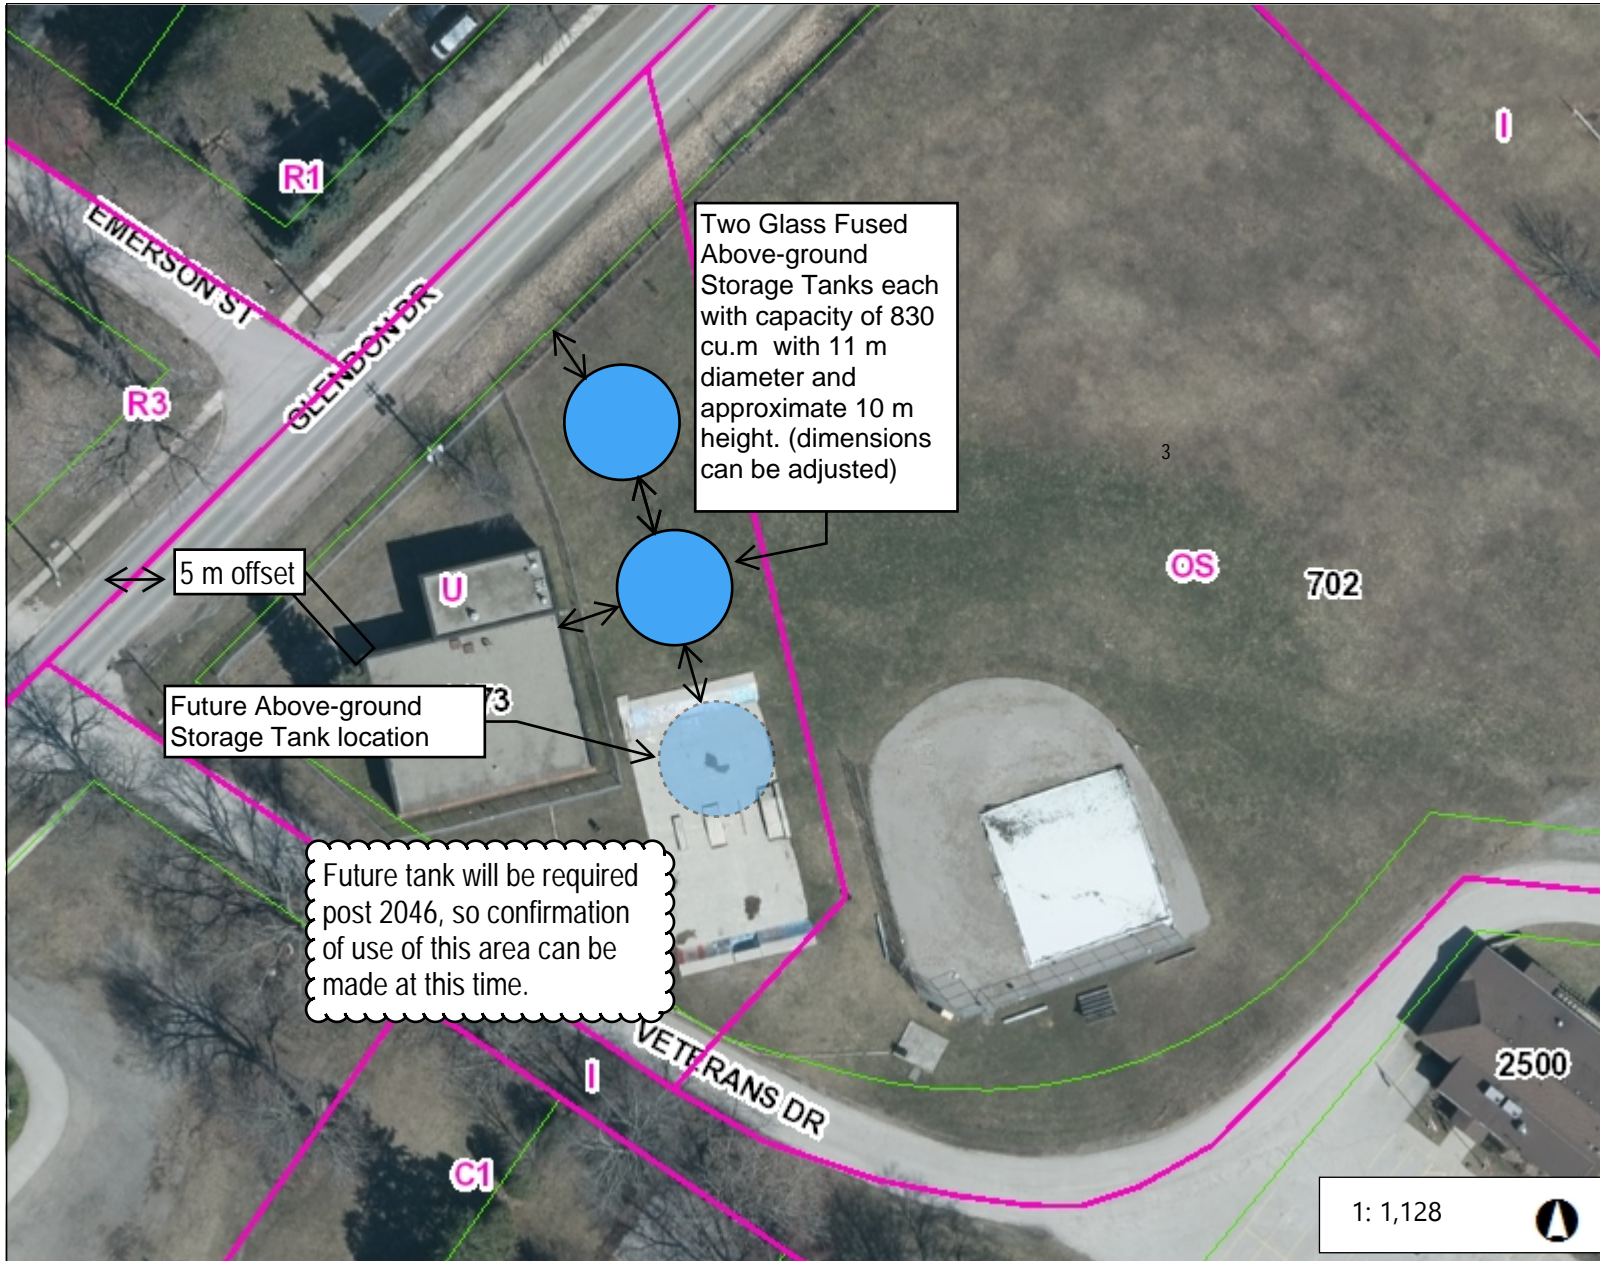 I
R1
EMERSON ST
GLENDON DR
R3
Two Glass Fused
Above-ground
Storage Tanks each
with capacity of 830
cu.m with 11 m
diameter and
approximate 10 m
height. (dimensions
can be adjusted)
3
5 m offset
U
OS
702
Future Above-ground
Storage Tank location
73
Future tank will be required
post 2046, so confirmation
of use of this area can be
made at this time.
VETERANS DR
I
2500
C1
1: 1,128